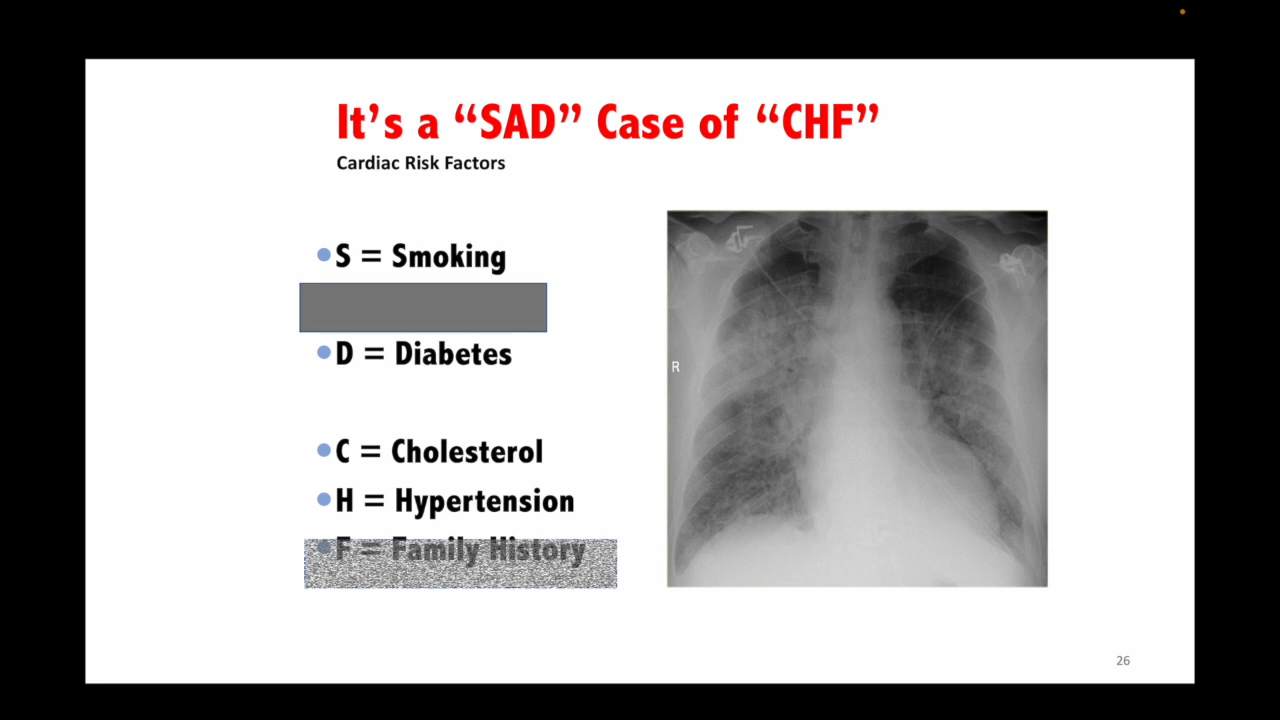 It's a “SAD” Case of “CHF”
Cardiac Risk Factors
S = Smoking
D = Diabetes
C = Cholesterol
H = Hypertension
F = Family History
R
26